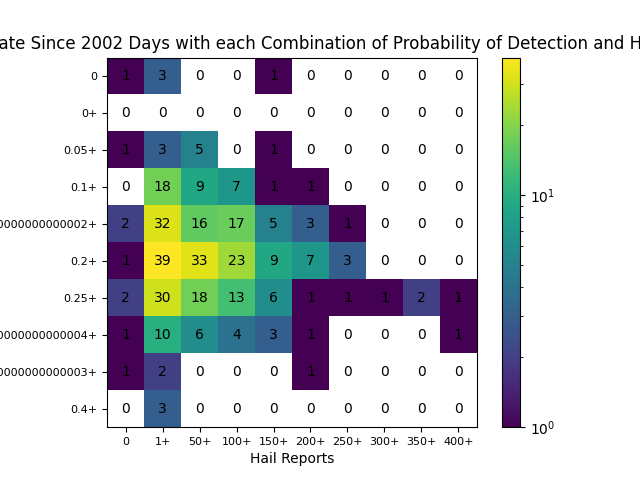 ate Since 2002 Days with each Combination of Probability of Detection and H
0 1 3 0 0 1 0 0 0 0 0
0+ 0 0 0 0 0 0 0 0 0 0
0.05+ 1 3 5 0 1 0 0 0 0 0
0.1+ 0 18 9 7 1 1 0 0 0 0
0000000000002+ 2 32 16 17 5 3 1 0 0 0
0.2+ 1 39 33 23 9 7 3 0 0 0
0.25+ 2 30 18 13 6 1 1 1 2 1
0000000000004+ 1 10 6 4 3 1 0 0 0 1
0000000000003+ 1 2 0 0 0 1 0 0 0 0
0.4+ 0 3 0 0 0 0 0 0 0 0
0 1+ 50+ 100+ 150+ 200+ 250+ 300+ 350+ 400+
Hail Reports
10¹
10⁰